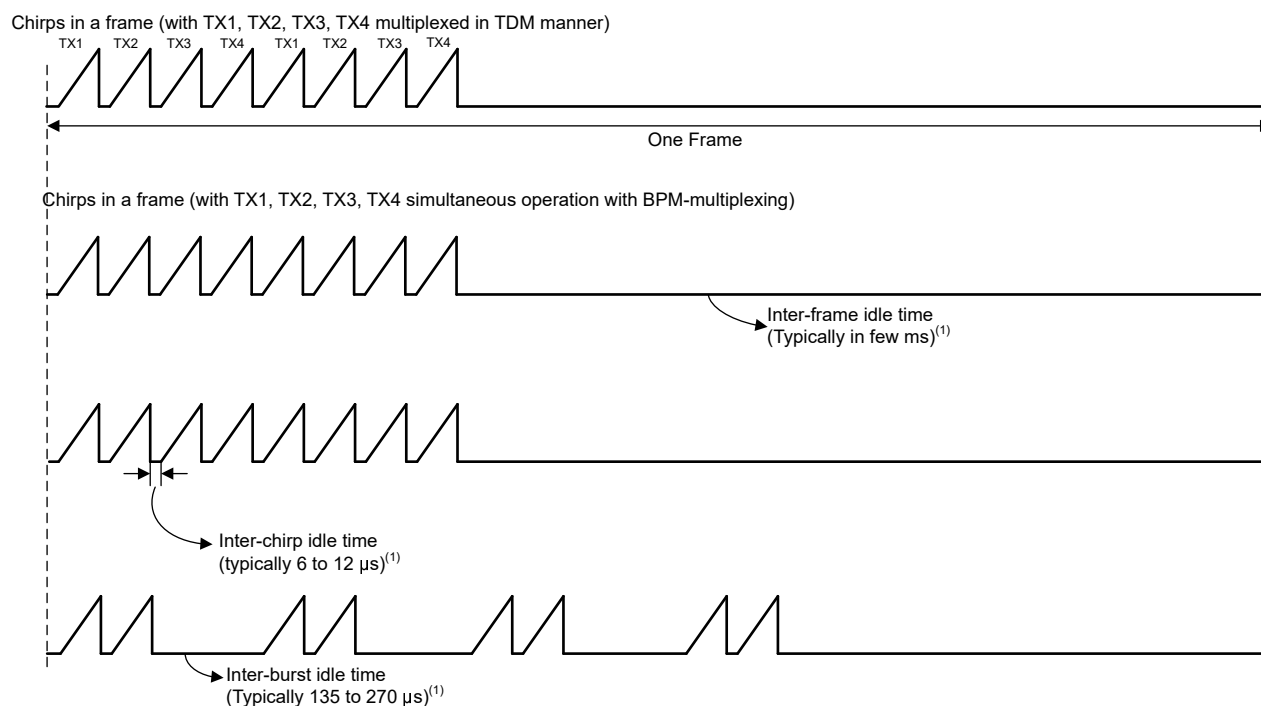 Chirps in a frame (with TX1, TX2, TX3, TX4 multiplexed in TDM manner)
TX1 TX2 TX3 TX4 TX1 TX2 TX3 TX4
One Frame
Chirps in a frame (with TX1, TX2, TX3, TX4 simultaneous operation with BPM-multiplexing)
Inter-frame idle time
(Typically in few ms)(1)
Inter-chirp idle time
(typically 6 to 12 µs)(1)
Inter-burst idle time
(Typically 135 to 270 µs)(1)